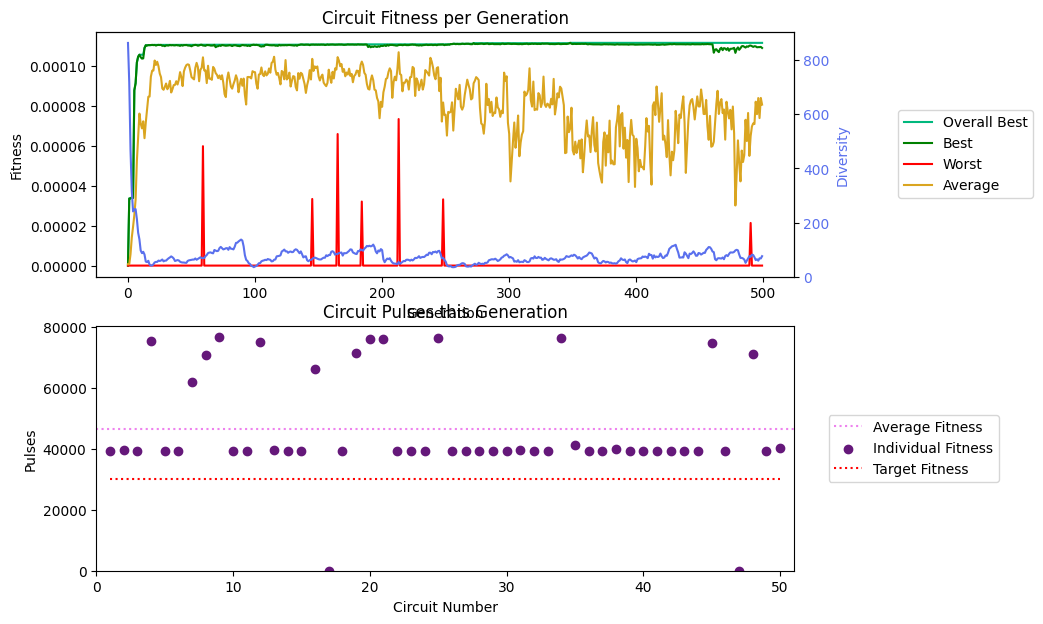 Circuit Fitness per Generation
Fitness
0.00010
0.00008
0.00006
0.00004
0.00002
0.00000
800
600
400
200
0
Diversity
0
100
200
300
400
500
Generation
Overall Best
Best
Worst
Average
Circuit Pulses this Generation
Pulses
80000
60000
40000
20000
0
0
10
20
30
40
50
Circuit Number
Average Fitness
Individual Fitness
Target Fitness